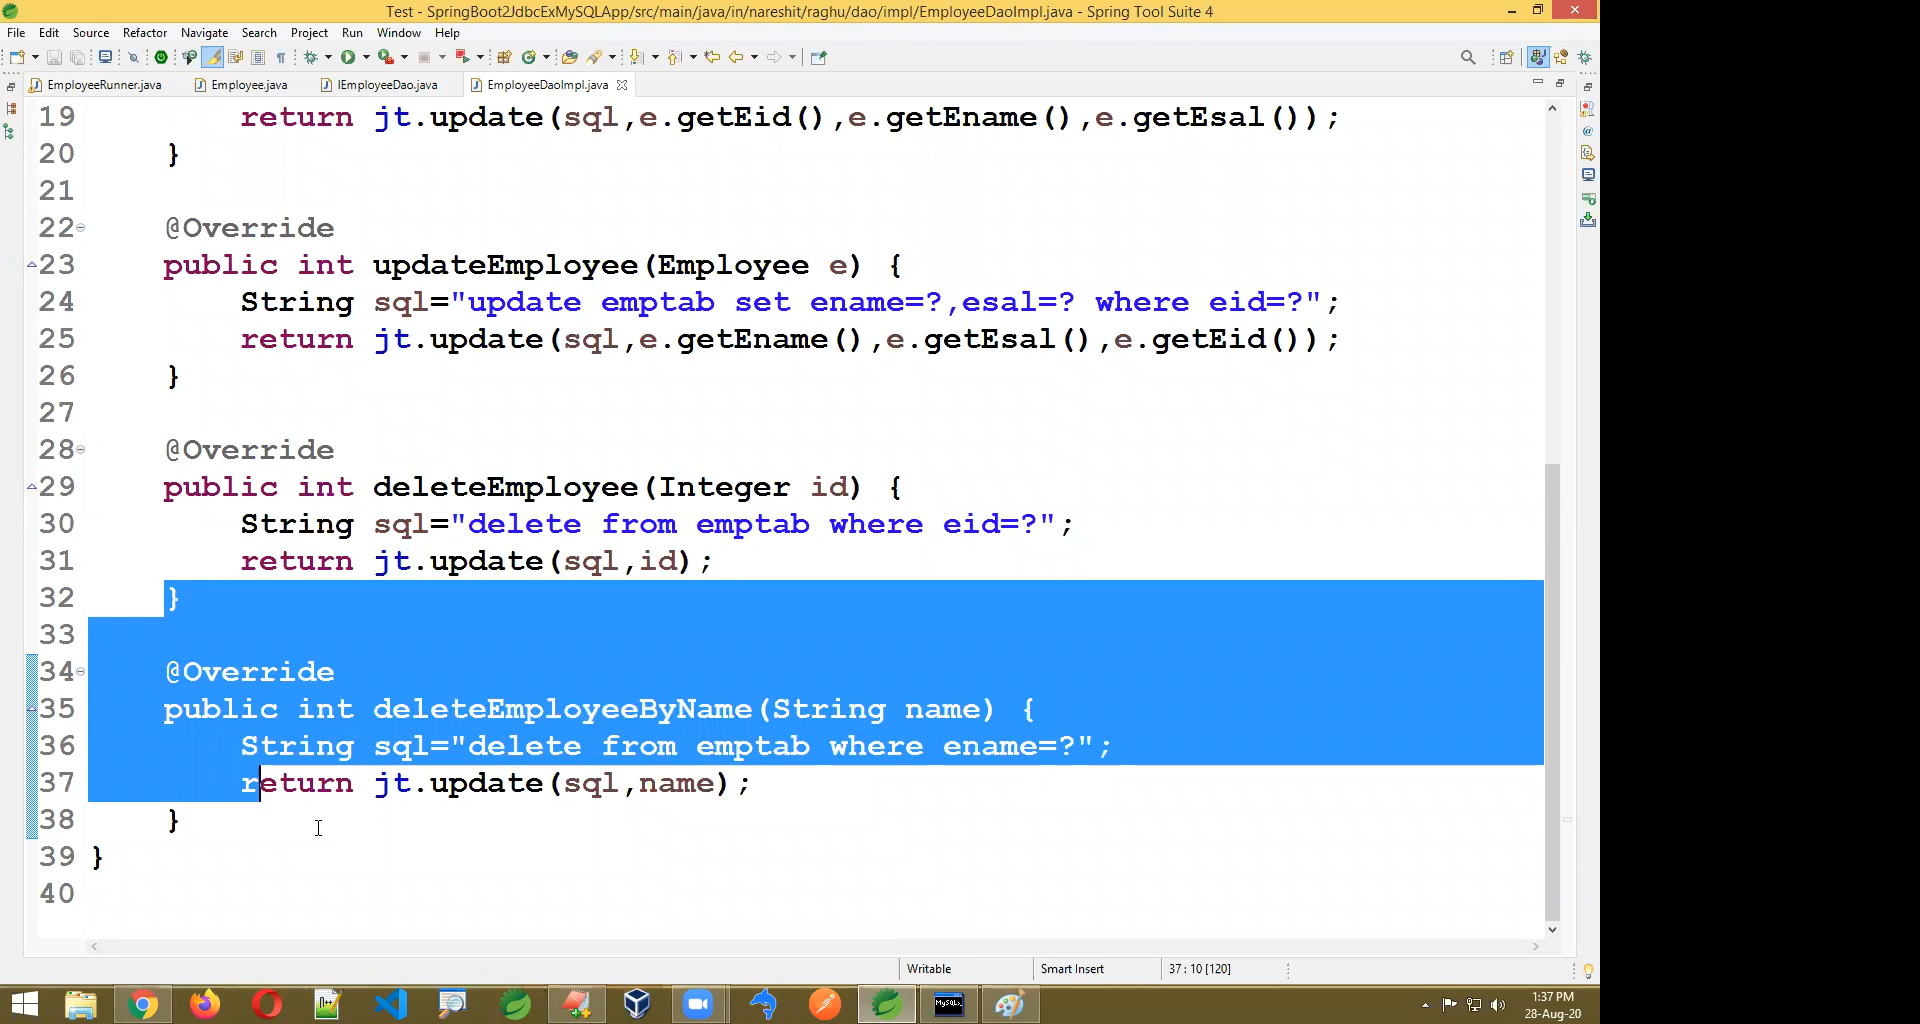 Test - SpringBoot2JdbcExMySQLApp/src/main/java/in/nareshit/raghu/dao/impl/EmployeeDaoImpl.java - Spring Tool Suite 4
File Edit Source Refactor Navigate Search Project Run Window Help
EmployeeRunner.java Employee.java IEmployeeDao.java EmployeeDaoImpl.java
19 return jt.update(sql,e.getEid(),e.getEname(),e.getEsal());
20 }
21
22 @Override
23 public int updateEmployee(Employee e) {
24 String sql="update emptab set ename=?,esal=? where eid=?";
25 return jt.update(sql,e.getEname(),e.getEsal(),e.getEid());
26 }
27
28 @Override
29 public int deleteEmployee(Integer id) {
30 String sql="delete from emptab where eid=?";
31 return jt.update(sql,id);
32 }
33
34 @Override
35 public int deleteEmployeeByName(String name) {
36 String sql="delete from emptab where ename=?";
37 return jt.update(sql,name);
38 }
39 }
40
Writable Smart Insert 37 : 10 [120]
1:37 PM
28-Aug-20